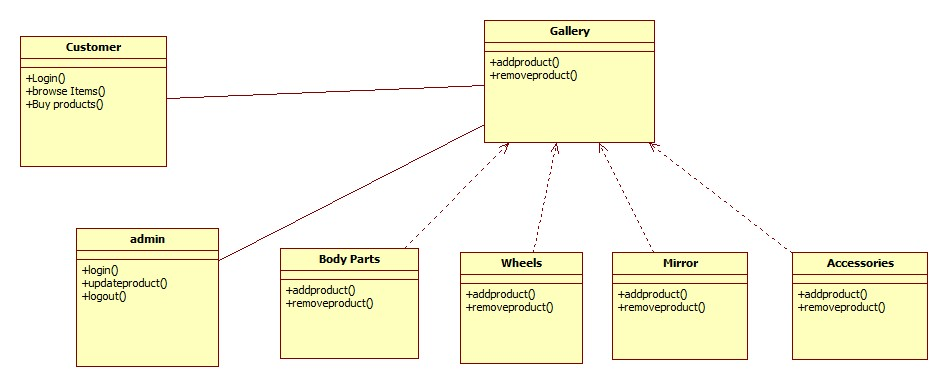 Gallery
+addproduct()
+removeproduct()
Customer
+Login()
+browse Items()
+Buy products()
admin
+login()
+updateproduct()
+logout()
Body Parts
+addproduct()
+removeproduct()
Wheels
+addproduct()
+removeproduct()
Mirror
+addproduct()
+removeproduct()
Accessories
+addproduct()
+removeproduct()